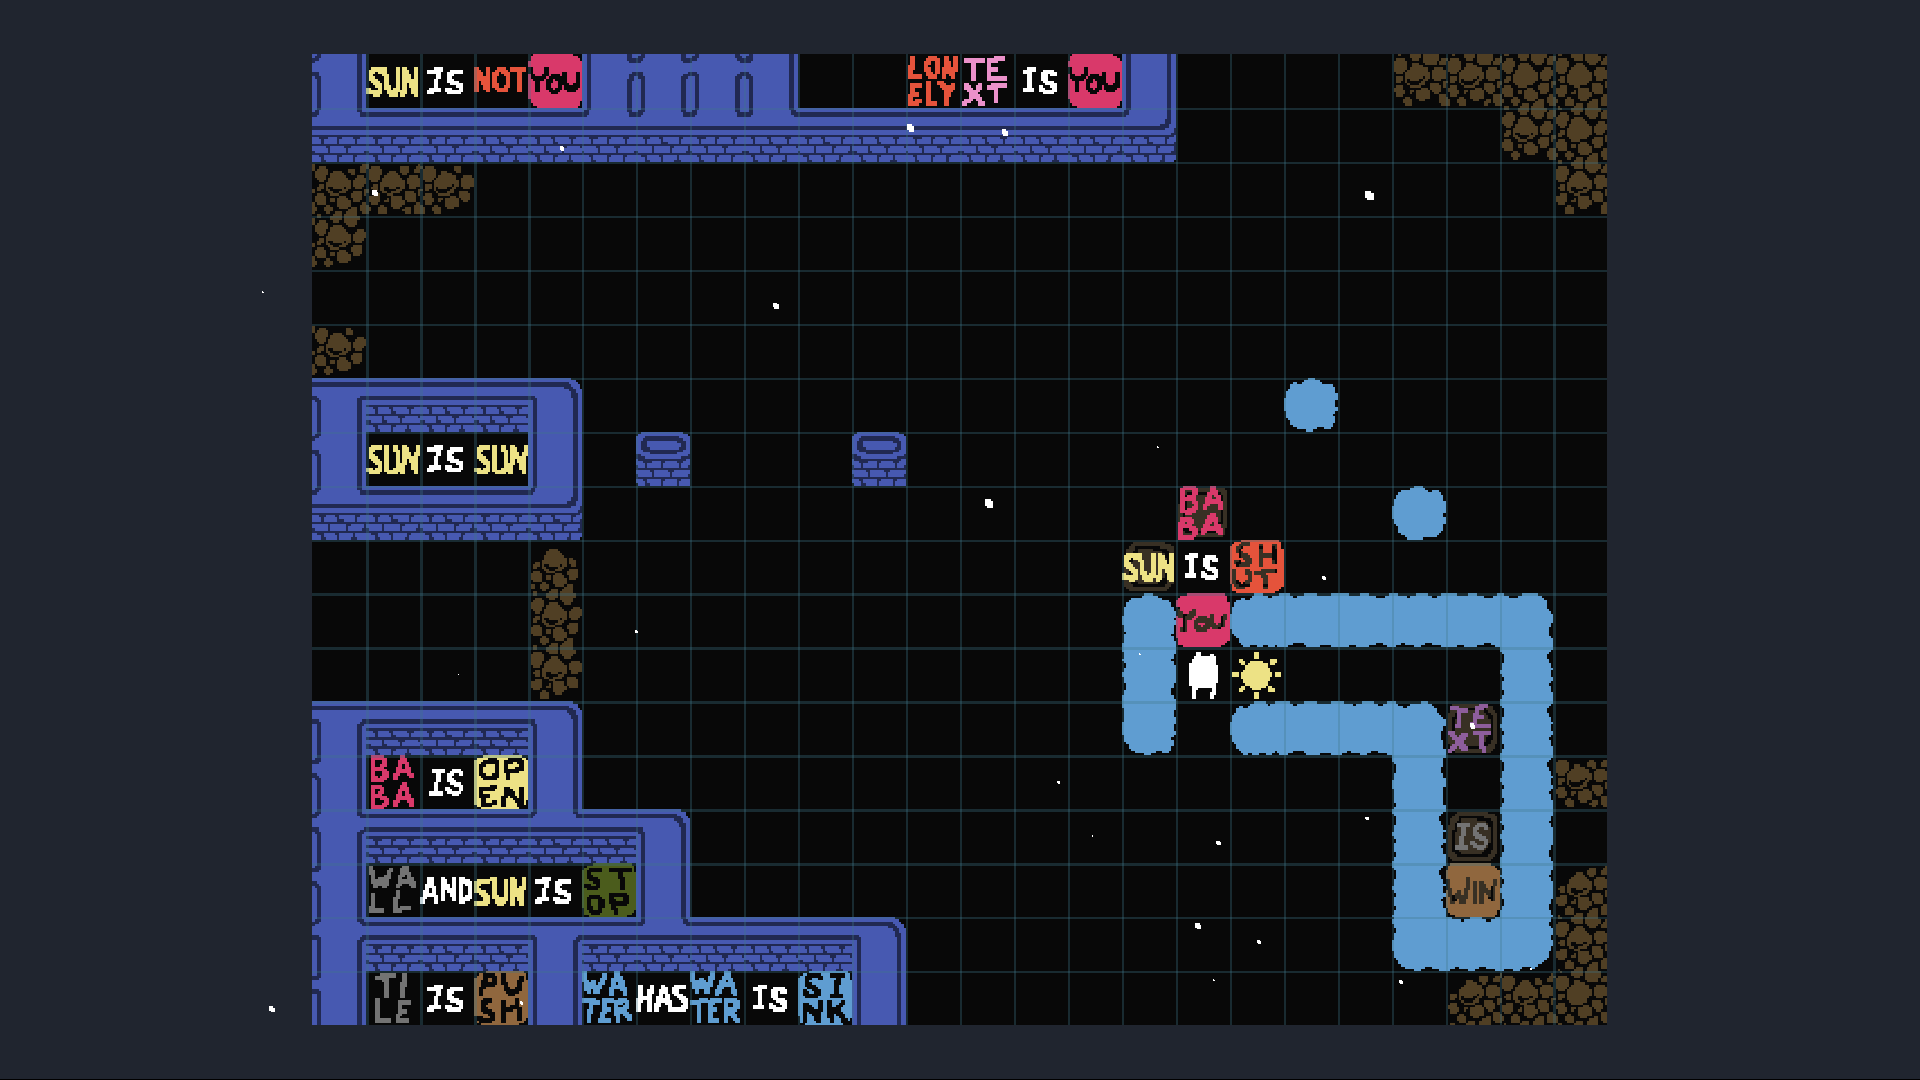 SUN IS NOT YOU
LONELY TEXT IS YOU
SUN IS SUN
BABA
SUN IS SHUT
YOU
TEXT
BABA IS OPEN
IS
WALL AND SUN IS STOP
WIN
TILE IS PUSH
WATER HAS WATER IS SINK